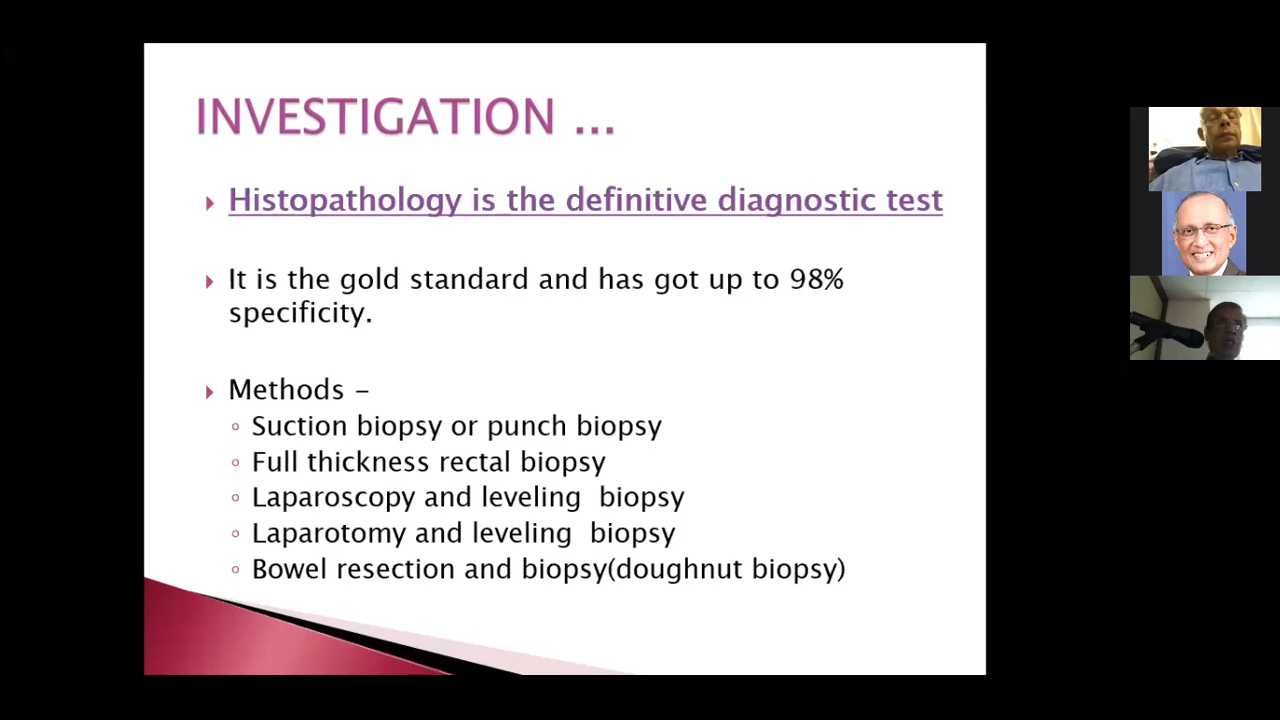 INVESTIGATION ...
Histopathology is the definitive diagnostic test
It is the gold standard and has got up to 98%
specificity.
Methods –
Suction biopsy or punch biopsy
Full thickness rectal biopsy
Laparoscopy and leveling  biopsy
Laparotomy and leveling  biopsy
Bowel resection and biopsy(doughnut biopsy)